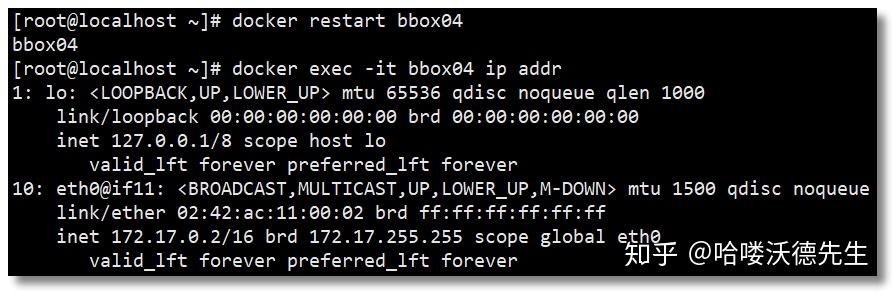 [root@localhost ~]# docker restart bbox04
bbox04
[root@localhost ~]# docker exec -it bbox04 ip addr
1: lo: <LOOPBACK,UP,LOWER_UP> mtu 65536 qdisc noqueue qlen 1000
    link/loopback 00:00:00:00:00:00 brd 00:00:00:00:00:00
    inet 127.0.0.1/8 scope host lo
       valid_lft forever preferred_lft forever
10: eth0@if11: <BROADCAST,MULTICAST,UP,LOWER_UP,M-DOWN> mtu 1500 qdisc noqueue
    link/ether 02:42:ac:11:00:02 brd ff:ff:ff:ff:ff:ff
    inet 172.17.0.2/16 brd 172.17.255.255 scope global eth0
       valid_lft forever preferred_lft forever
知乎 @哈喽沃德先生